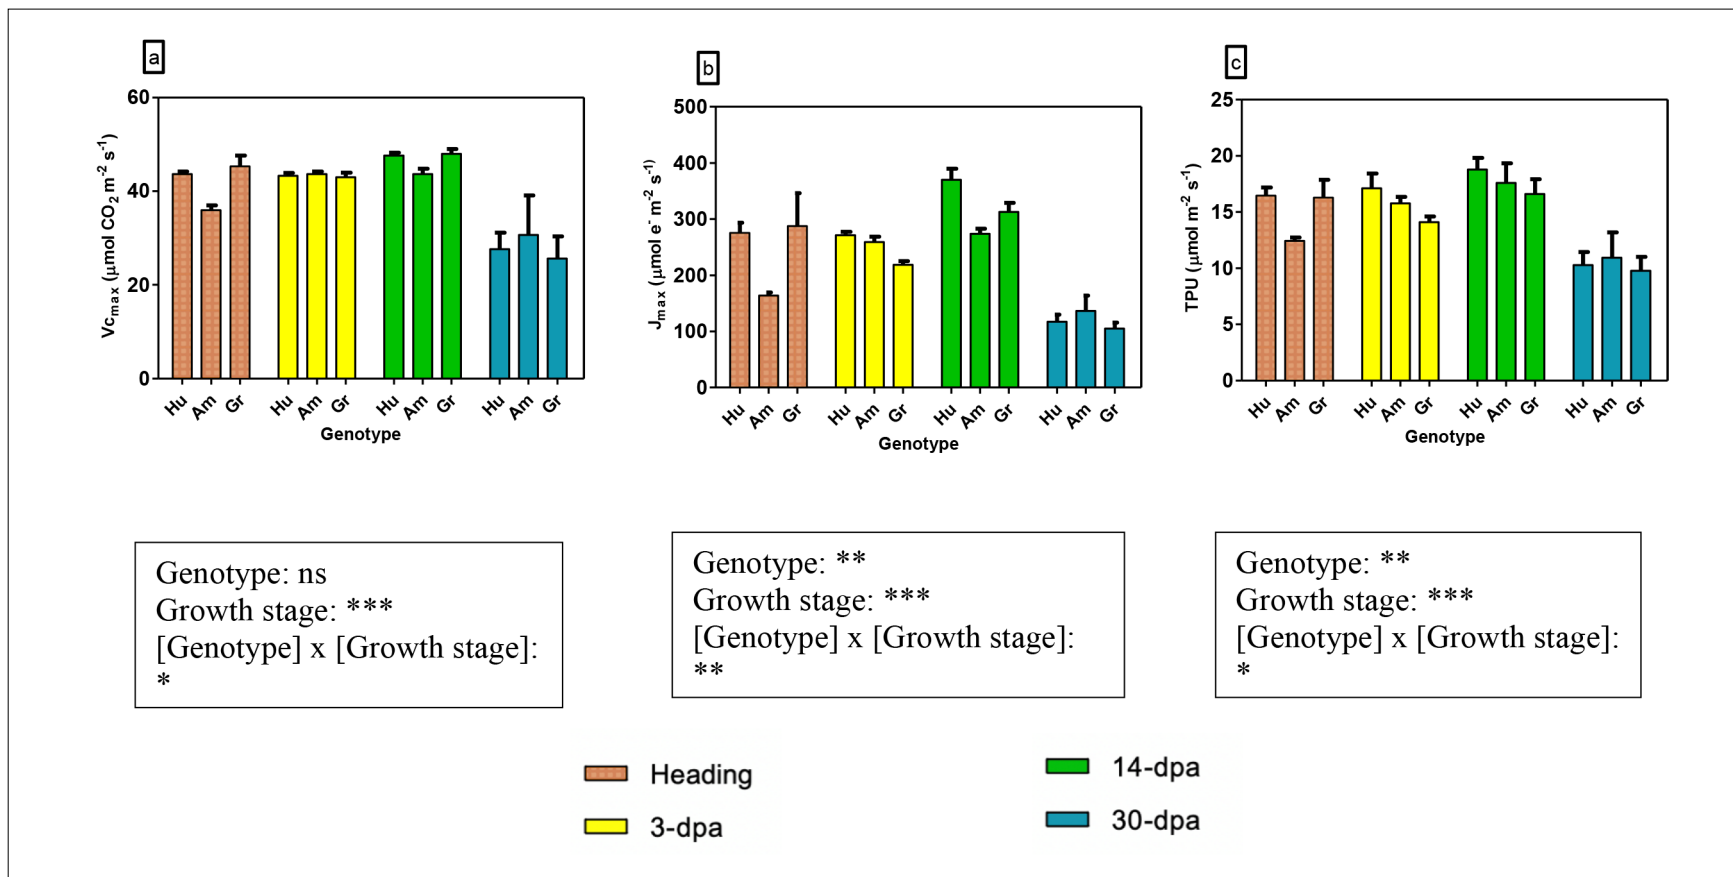 a
60
40
20
0
Vc max (μmol CO2 m-2 s-1)
Hu Am Gr Hu Am Gr Hu Am Gr Hu Am Gr
Genotype
b
500
400
300
200
100
0
J max (μmol e- m-2 s-1)
Hu Am Gr Hu Am Gr Hu Am Gr Hu Am Gr
Genotype
c
25
20
15
10
5
0
TPU (μmol m-2 s-1)
Hu Am Gr Hu Am Gr Hu Am Gr Hu Am Gr
Genotype
Genotype: ns
Growth stage: ***
[Genotype] x [Growth stage]:
*
Genotype: **
Growth stage: ***
[Genotype] x [Growth stage]:
**
Genotype: **
Growth stage: ***
[Genotype] x [Growth stage]:
*
Heading
3-dpa
14-dpa
30-dpa